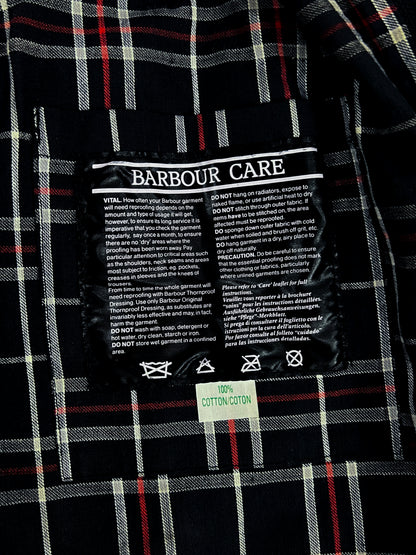 BARBOUR CARE
VITAL. How often your Barbour garment
will need reproofing depends on the
amount and type of usage it will get,
however, to ensure its long service it is
imperative that you check the garment
regularly, say once a month, to ensure
there are no 'dry' areas where the
proofing has been worn away. Pay
particular attention to critical areas such
as the shoulders, neck seams and areas
most subject to friction, eg. pockets,
creases in sleeves and the knees of
trousers.
From time to time the whole garment will
need reproofing with Barbour Thornproof
Dressing. Use only Barbour Original
Thornproof Dressing, as substitutes are
invariably less effective and may, in fact,
harm the garment.
DO NOT wash with soap, detergent or
hot water, dry clean, starch or iron.
DO NOT store wet garment in a confined
area.
DO NOT hang on radiators, expose to
naked flame, or use artificial heat to dry
DO NOT stitch through outer fabric. If
items have to be stitched on, the area
affected must be reproofed.
DO sponge down outer fabric with cold
water when soiled and brush off grit, etc.
DO hang garment in a dry, airy place to
dry off naturally.
PRECAUTION. Do be careful to ensure
that the essential proofing does not mark
other clothing or fabric, particularly
where unlined garments are chosen.
Please refer to 'Care' leaflet for full
instructions.
Veuillez vous reporter à la brochure
"soins" pour les instructions détaillées.
Ausführliche Gebrauchsanweisungen,
siehe "Pflege"-Merkblatt.
Si prega di consultare il foglietto con le
istruzioni per la cura dell'articolo.
Por favor consulte al folleto "cuidado"
para las instrucciones completas.
100%
COTTON/COTON